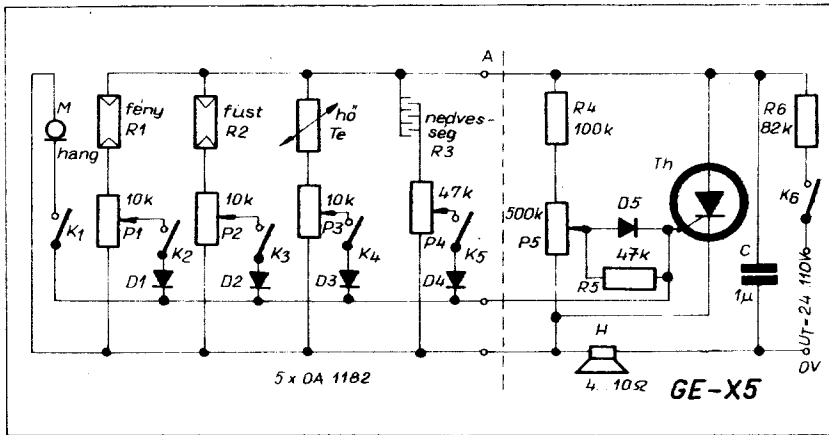 A
M
hang
K1
fény
R1
10k
P1
K2
D1
füst
R2
10k
P2
K3
D2
hő
Te
10k
P3
K4
D3
nedves-
seg
R3
47k
P4
K5
D4
5 x OA 1182
R4
100k
500k
P5
D5
47k
R5
Th
C
1µ
R6
82k
K6
UT=24 110V
0V
H
4...10Ω
GE-X5